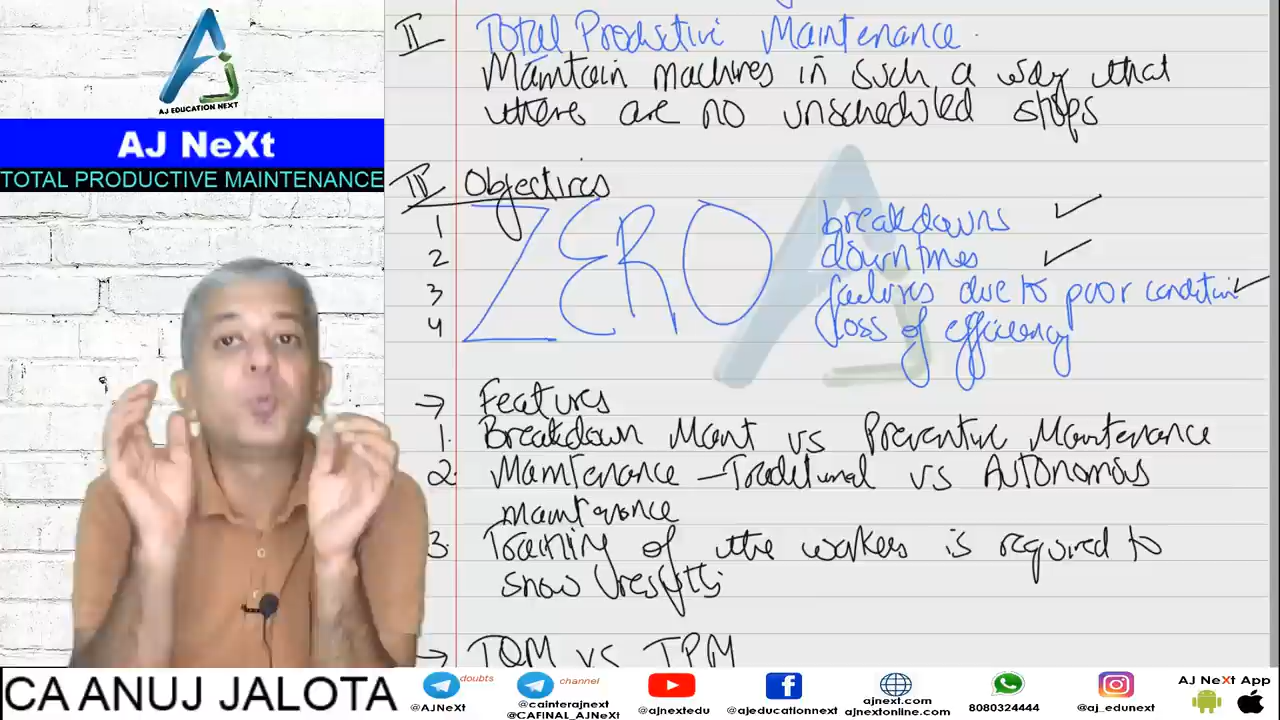 AJ EDUCATION NEXT
AJ NeXt
TOTAL PRODUCTIVE MAINTENANCE
II Total Productive Maintenance
Maintain machines in such a way that
there are no unscheduled stops
III Objectives
ZERO
1 breakdowns
2 downtimes
3 failures due to poor condition
4 loss of efficiency
→ Features
1. Breakdown Maint vs Preventive Maintenance
2. Maintenance - Traditional vs Autonomous
maintenance
3. Training of the workers is required to
show results
→ TQM vs TPM
CA ANUJ JALOTA
doubts
@AJNeXt
channel
@cainterajnext
@CAFINAL_AJNeXt
@ajnextedu
@ajeducationnext
ajnext.com
ajnextonline.com
8080324444
@aj_edunext
AJ NeXt App